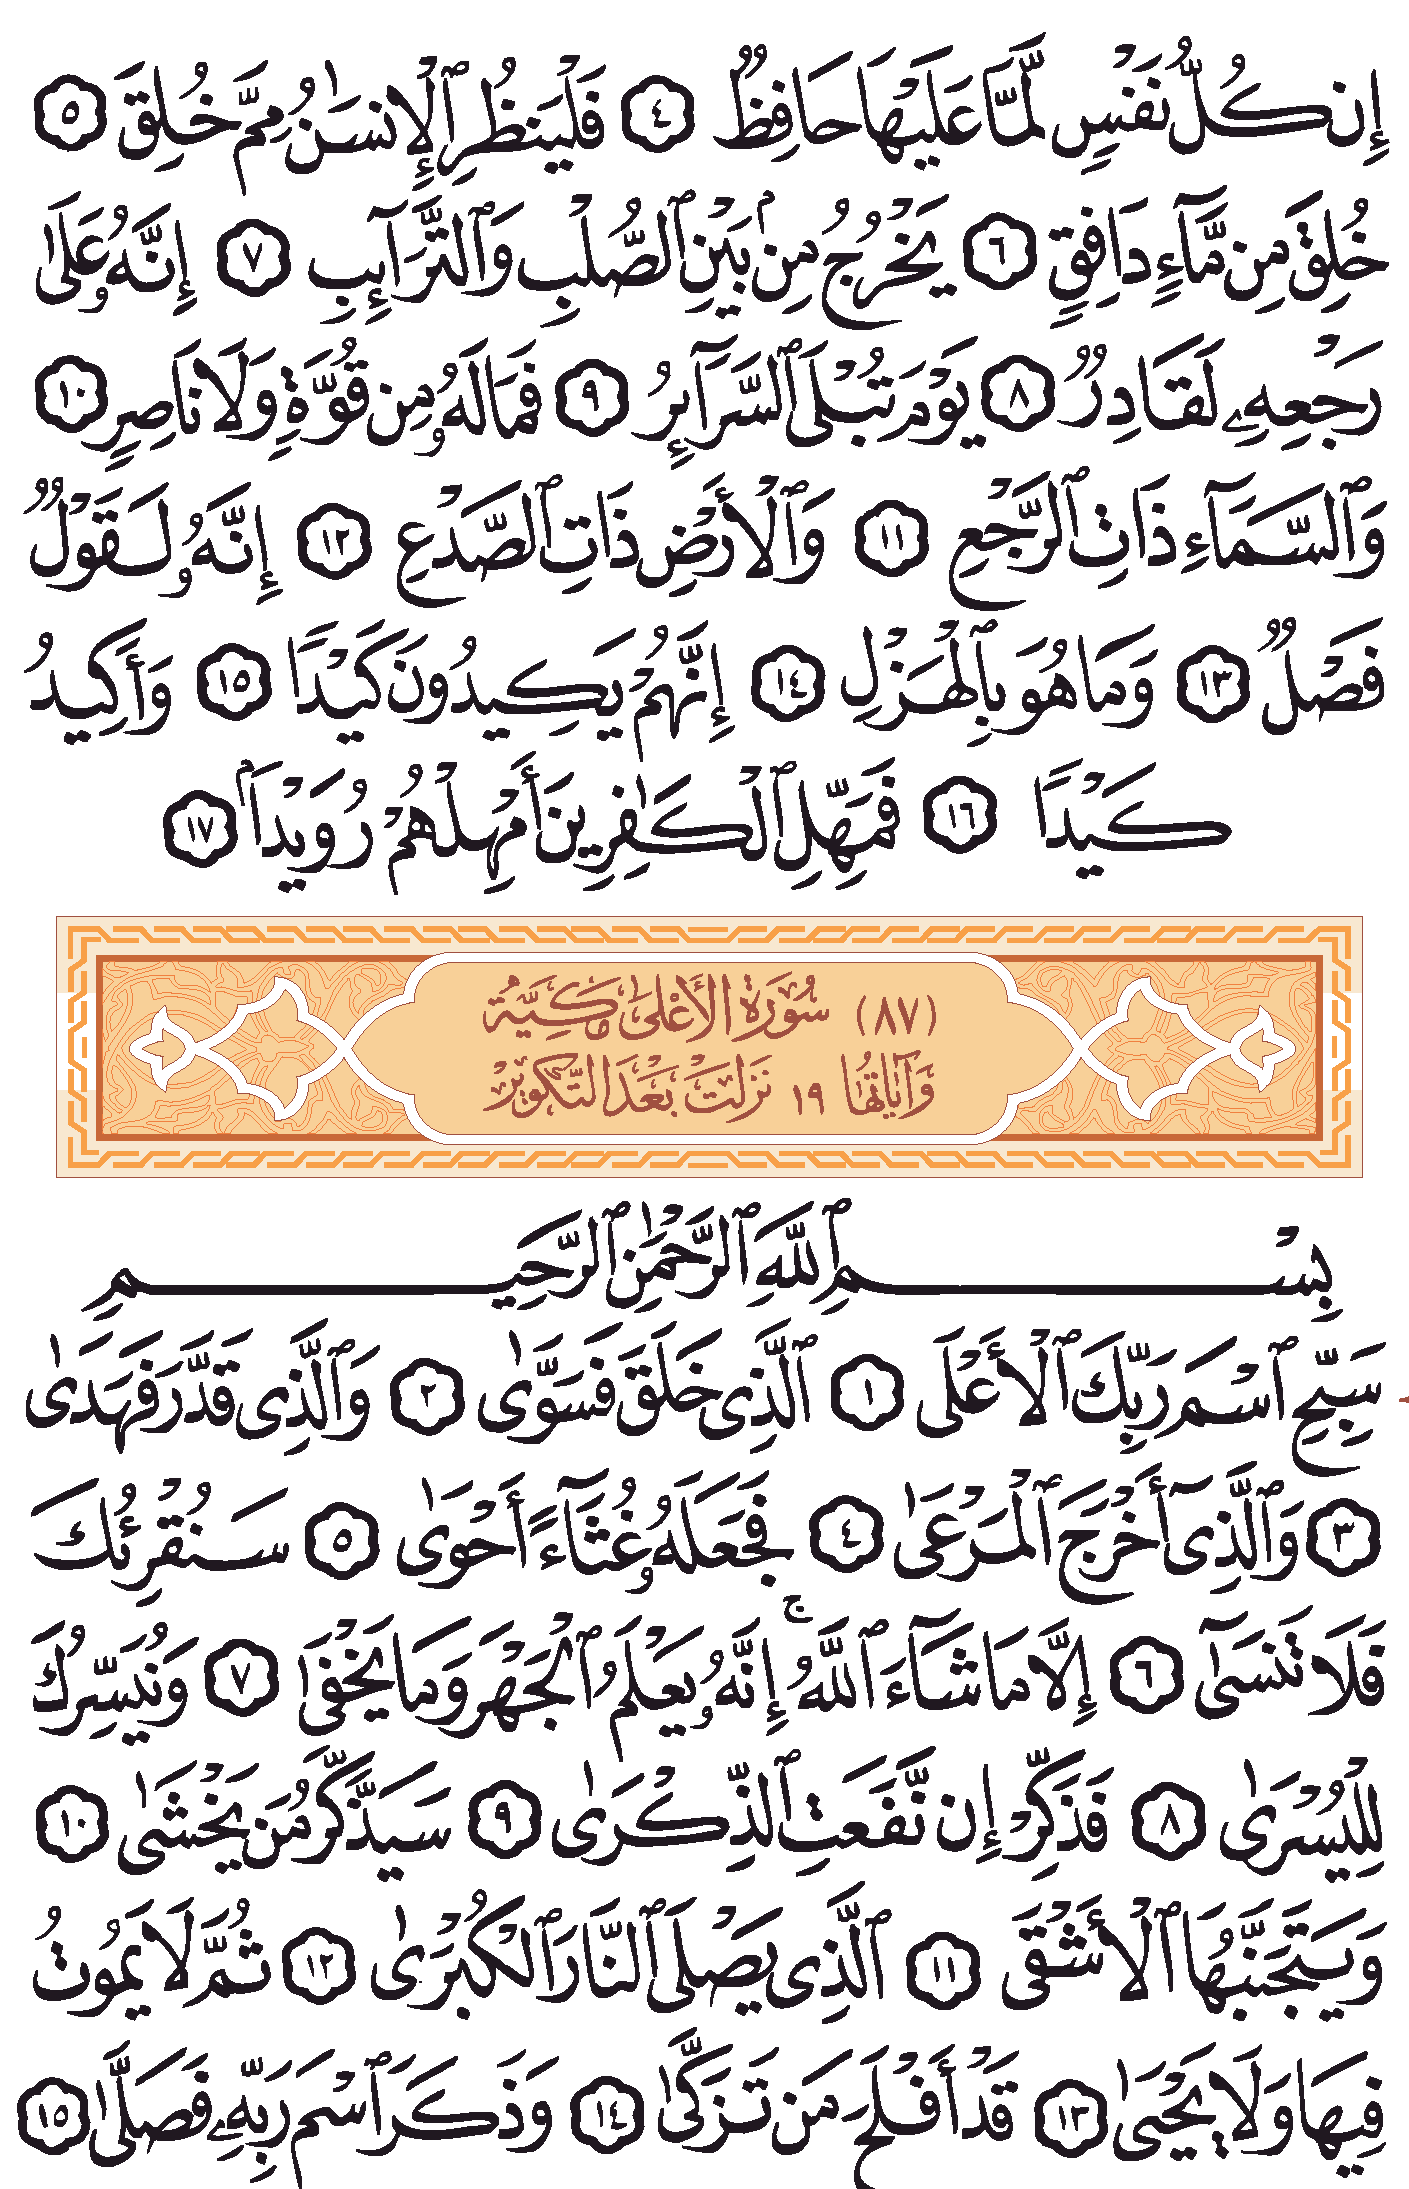 إِن كُلُّ نَفْسٍ لَّمَّا عَلَيْهَا حَافِظٌ ٤ فَلْيَنظُرِ ٱلْإِنسَٰنُ مِمَّ خُلِقَ ٥
خُلِقَ مِن مَّآءٍ دَافِقٍ ٦ يَخْرُجُ مِنۢ بَيْنِ ٱلصُّلْبِ وَٱلتَّرَآئِبِ ٧ إِنَّهُۥ عَلَىٰ
رَجْعِهِۦ لَقَادِرٌ ٨ يَوْمَ تُبْلَى ٱلسَّرَآئِرُ ٩ فَمَا لَهُۥ مِن قُوَّةٍ وَلَا نَاصِرٍ ١٠
وَٱلسَّمَآءِ ذَاتِ ٱلرَّجْعِ ١١ وَٱلْأَرْضِ ذَاتِ ٱلصَّدْعِ ١٢ إِنَّهُۥ لَقَوْلٌ
فَصْلٌ ١٣ وَمَا هُوَ بِٱلْهَزْلِ ١٤ إِنَّهُمْ يَكِيدُونَ كَيْدًا ١٥ وَأَكِيدُ
كَيْدًا ١٦ فَمَهِّلِ ٱلْكَٰفِرِينَ أَمْهِلْهُمْ رُوَيْدَۢا ١٧
(٨٧) سُورَةُ الأَعْلَىٰ مَكِّيَّةٌ
وَآيَاتُهَا ١٩ نَزَلَتْ بَعْدَ التَّكْوِيرِ
بِسْمِ ٱللَّهِ ٱلرَّحْمَٰنِ ٱلرَّحِيمِ
سَبِّحِ ٱسْمَ رَبِّكَ ٱلْأَعْلَى ١ ٱلَّذِى خَلَقَ فَسَوَّىٰ ٢ وَٱلَّذِى قَدَّرَ فَهَدَىٰ
٣ وَٱلَّذِىٓ أَخْرَجَ ٱلْمَرْعَىٰ ٤ فَجَعَلَهُۥ غُثَآءً أَحْوَىٰ ٥ سَنُقْرِئُكَ
فَلَا تَنسَىٰٓ ٦ إِلَّا مَا شَآءَ ٱللَّهُ ۚ إِنَّهُۥ يَعْلَمُ ٱلْجَهْرَ وَمَا يَخْفَىٰ ٧ وَنُيَسِّرُكَ
لِلْيُسْرَىٰ ٨ فَذَكِّرْ إِن نَّفَعَتِ ٱلذِّكْرَىٰ ٩ سَيَذَّكَّرُ مَن يَخْشَىٰ ١٠
وَيَتَجَنَّبُهَا ٱلْأَشْقَى ١١ ٱلَّذِى يَصْلَى ٱلنَّارَ ٱلْكُبْرَىٰ ١٢ ثُمَّ لَا يَمُوتُ
فِيهَا وَلَا يَحْيَىٰ ١٣ قَدْ أَفْلَحَ مَن تَزَكَّىٰ ١٤ وَذَكَرَ ٱسْمَ رَبِّهِۦ فَصَلَّىٰ ١٥